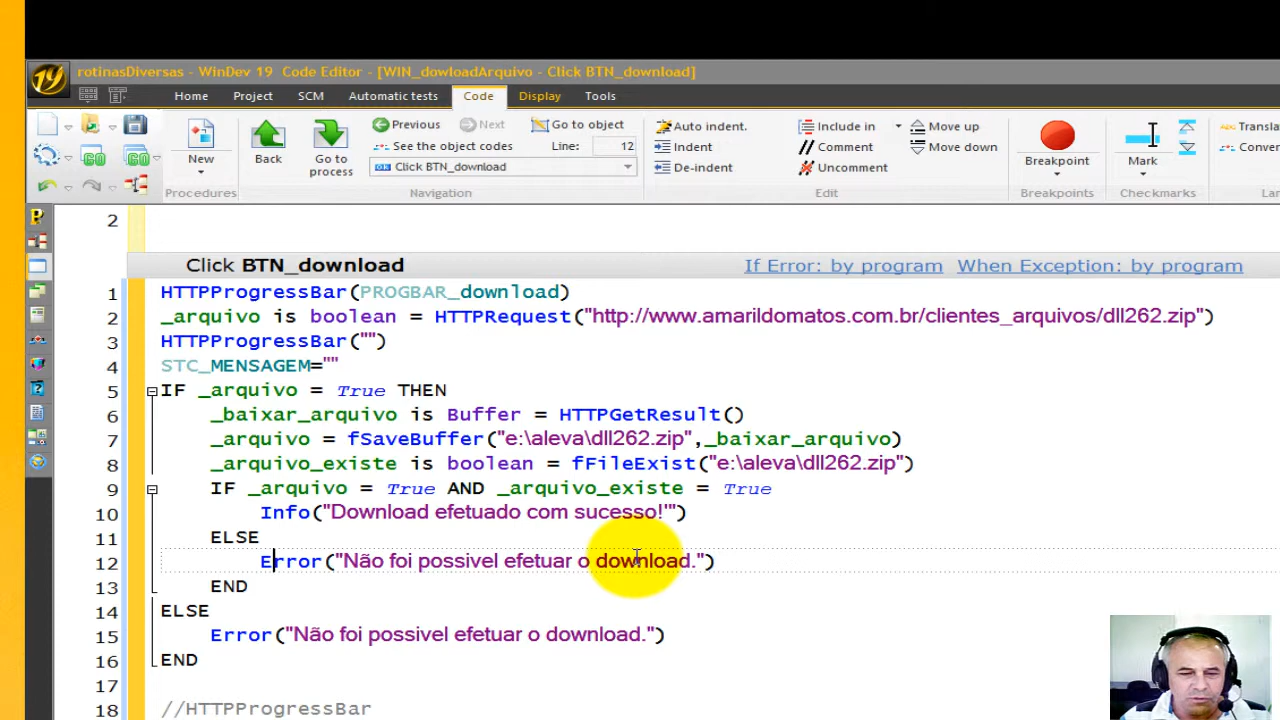 19
rotinasDiversas - WinDev 19 Code Editor - [WIN_dowloadArquivo - Click BTN_download]
Home Project SCM Automatic tests Code Display Tools
GO GO
New
Procedures
Back
Go to process
Previous Next Go to object
See the object codes Line: 12
Click BTN_download
Navigation
Auto indent.
Indent
De-indent
Include in
// Comment
// Uncomment
Move up
Move down
Edit
Breakpoint
Breakpoints
Mark
Checkmarks
2
Click BTN_download If Error: by program When Exception: by program
1 HTTPProgressBar(PROGBAR_download)
2 _arquivo is boolean = HTTPRequest("http://www.amarildomatos.com.br/clientes_arquivos/dll262.zip")
3 HTTPProgressBar("")
4 STC_MENSAGEM=""
5 IF _arquivo = True THEN
6 _baixar_arquivo is Buffer = HTTPGetResult()
7 _arquivo = fSaveBuffer("e:\aleva\dll262.zip",_baixar_arquivo)
8 _arquivo_existe is boolean = fFileExist("e:\aleva\dll262.zip")
9 IF _arquivo = True AND _arquivo_existe = True
10 Info("Download efetuado com sucesso!'")
11 ELSE
12 Error("Não foi possivel efetuar o download.")
13 END
14 ELSE
15 Error("Não foi possivel efetuar o download.")
16 END
17
18 //HTTPProgressBar